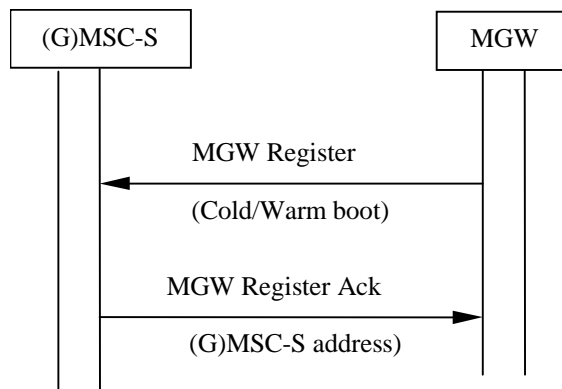 (G)MSC-S
MGW
MGW Register
(Cold/Warm boot)
MGW Register Ack
(G)MSC-S address)